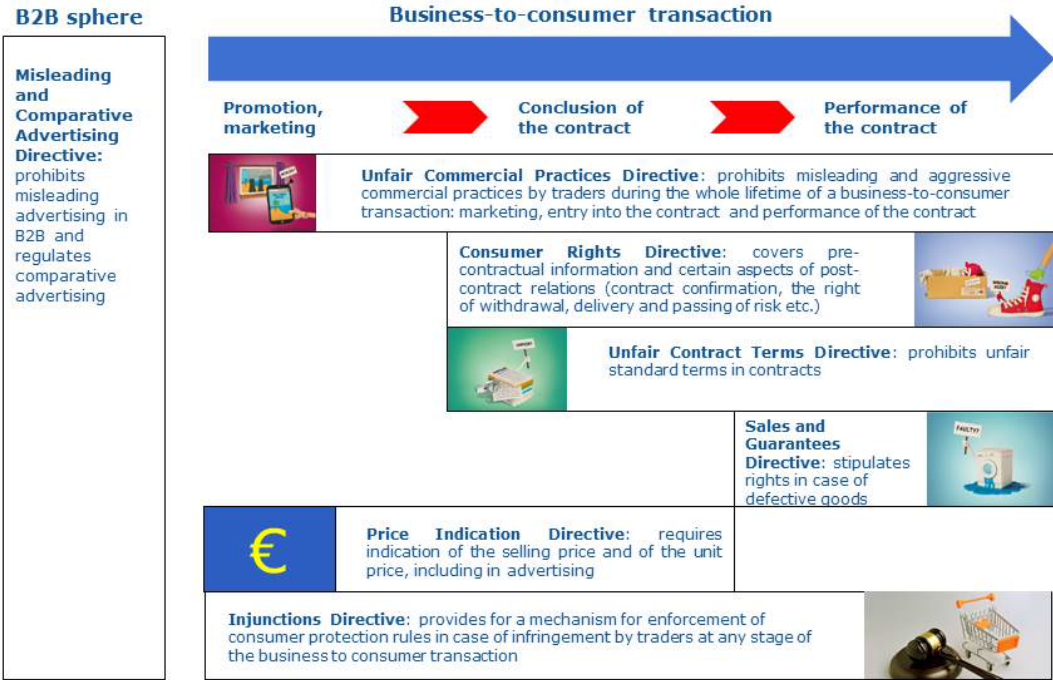 B2B sphere
Business-to-consumer transaction
Misleading
and
Comparative
Advertising
Directive:
prohibits
misleading
advertising in
B2B and
regulates
comparative
advertising
Promotion,
marketing
Conclusion of
the contract
Performance of
the contract
Unfair Commercial Practices Directive: prohibits misleading and aggressive
commercial practices by traders during the whole lifetime of a business-to-consumer
transaction: marketing, entry into the contract and performance of the contract
Consumer Rights Directive: covers pre-
contractual information and certain aspects of post-
contract relations (contract confirmation, the right
of withdrawal, delivery and passing of risk etc.)
Unfair Contract Terms Directive: prohibits unfair
standard terms in contracts
Sales and
Guarantees
Directive: stipulates
rights in case of
defective goods
FAULTY?
€
Price Indication Directive: requires
indication of the selling price and of the unit
price, including in advertising
Injunctions Directive: provides for a mechanism for enforcement of
consumer protection rules in case of infringement by traders at any stage of
the business to consumer transaction